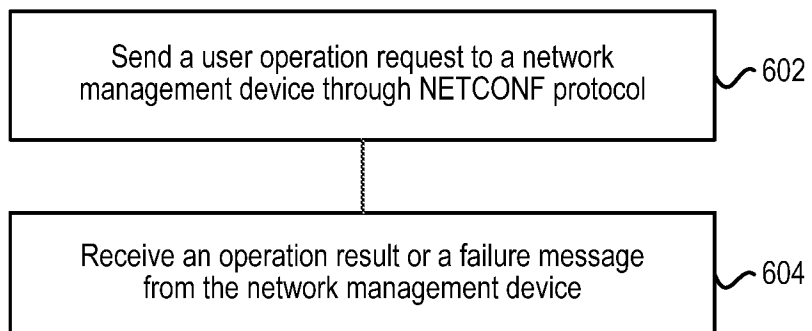 Send a user operation request to a network
management device through NETCONF protocol
602
Receive an operation result or a failure message
from the network management device
604